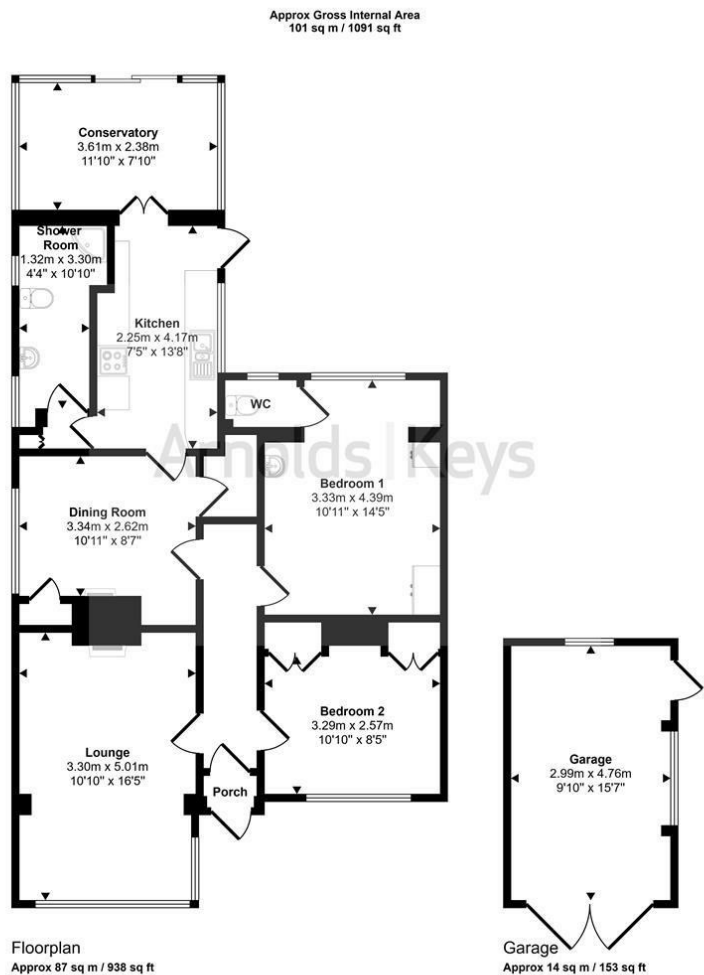 Approx Gross Internal Area
101 sq m / 1091 sq ft
Conservatory
3.61m x 2.38m
11'10" x 7'10"
Shower
Room
1.32m x 3.30m
4'4" x 10'10"
Kitchen
2.25m x 4.17m
7'5" x 13'8"
WC
Arnolds | Keys
Bedroom 1
3.33m x 4.39m
10'11" x 14'5"
Dining Room
3.34m x 2.62m
10'11" x 8'7"
Bedroom 2
3.29m x 2.57m
10'10" x 8'5"
Lounge
3.30m x 5.01m
10'10" x 16'5"
Porch
Garage
2.99m x 4.76m
9'10" x 15'7"
Floorplan
Approx 87 sq m / 938 sq ft
Garage
Approx 14 sq m / 153 sq ft